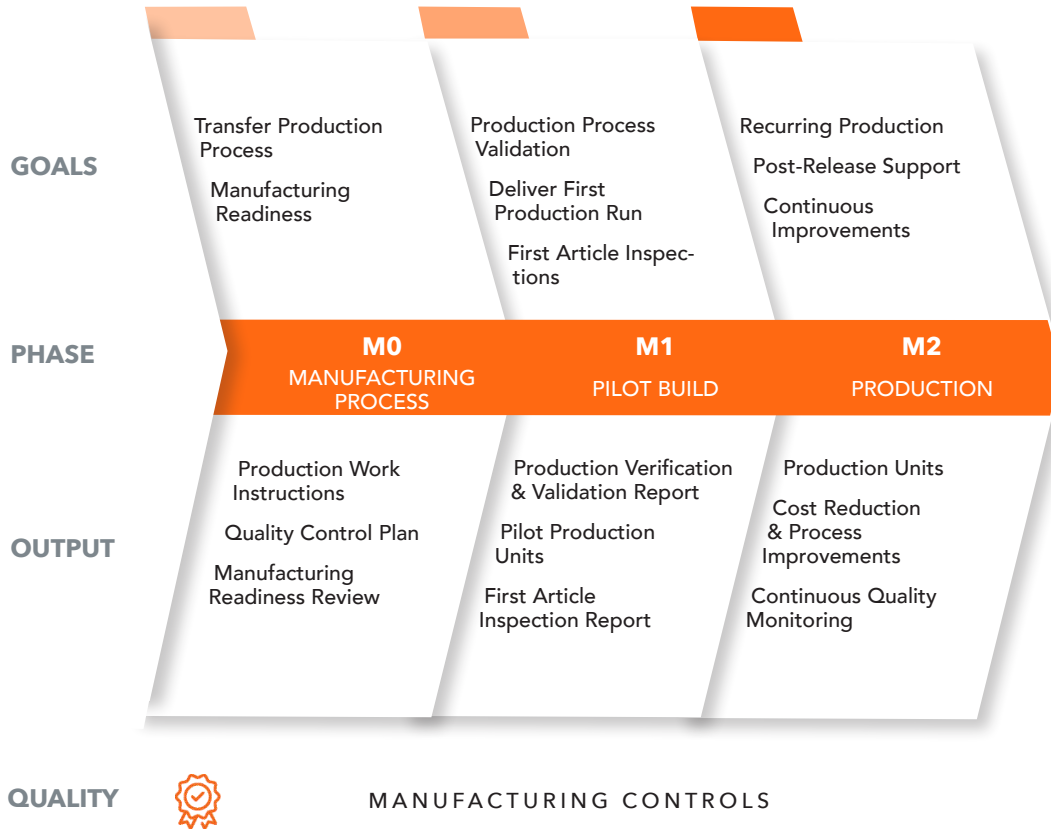 GOALS
Transfer Production
Process
Manufacturing
Readiness
Production Process
Validation
Deliver First
Production Run
First Article Inspec-
tions
Recurring Production
Post-Release Support
Continuous
Improvements
PHASE
M0
MANUFACTURING
PROCESS
M1
PILOT BUILD
M2
PRODUCTION
OUTPUT
Production Work
Instructions
Quality Control Plan
Manufacturing
Readiness Review
Production Verification
& Validation Report
Pilot Production
Units
First Article
Inspection Report
Production Units
Cost Reduction
& Process
Improvements
Continuous Quality
Monitoring
QUALITY
MANUFACTURING CONTROLS